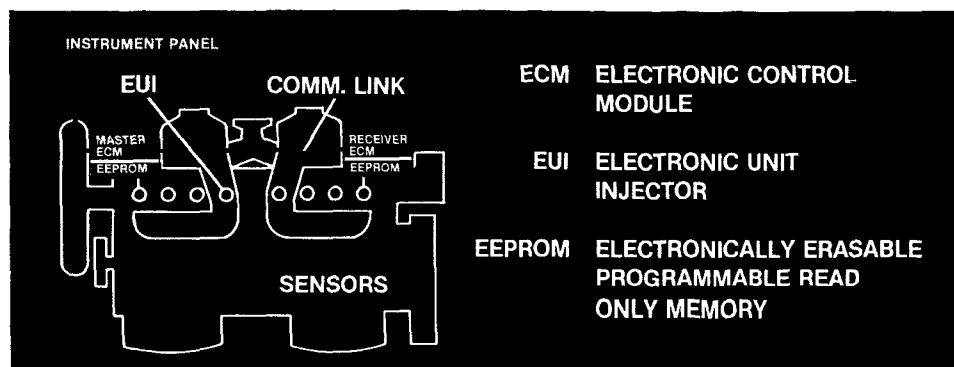 INSTRUMENT PANEL
EUI
COMM. LINK
MASTER
ECM
EEPROM
RECEIVER
ECM
EEPROM
SENSORS
ECM ELECTRONIC CONTROL
MODULE
EUI ELECTRONIC UNIT
INJECTOR
EEPROM ELECTRONICALLY ERASABLE
PROGRAMMABLE READ
ONLY MEMORY